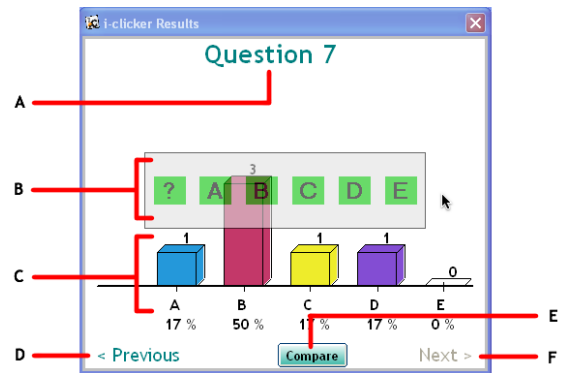 i-clicker Results
Question 7
A
B
3
? A B C D E
C
1 1 1 0
A B C D E
17 % 50 % 17 % 17 % 0 %
E
D
< Previous Compare Next >
F